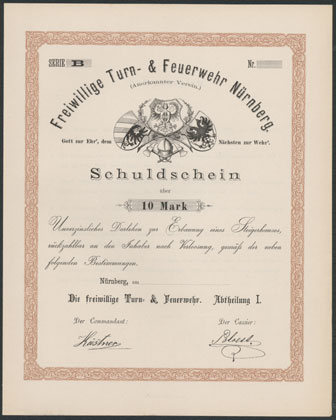 SERIE B Nr.
Freiwillige Turn- & Feuerwehr Nürnberg.
(Anerkannter Verein.)
Gott zur Ehr', dem Nächsten zur Wehr'.
Schuldschein
über
10 Mark
Unverzinsliches Darlehen zur Erbauung eines Steigerhauses,
rückzahlbar an den Inhaber nach Verloosung, gemäss der neben
folgenden Bestimmungen.
Nürnberg, im
Die freiwillige Turn- & Feuerwehr. Abtheilung I.
Der Commandant: Der Cassier:
Kästner